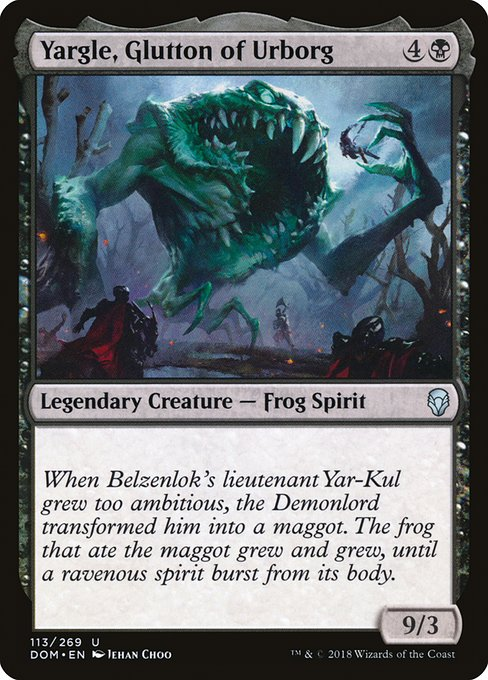 Yargle, Glutton of Urborg 4
Legendary Creature — Frog Spirit
When Belzenlok's lieutenant Yar-Kul
grew too ambitious, the Demonlord
transformed him into a maggot. The frog
that ate the maggot grew and grew, until
a ravenous spirit burst from its body.
9/3
113/269 U
DOM • EN Jehan Choo
™ & © 2018 Wizards of the Coast